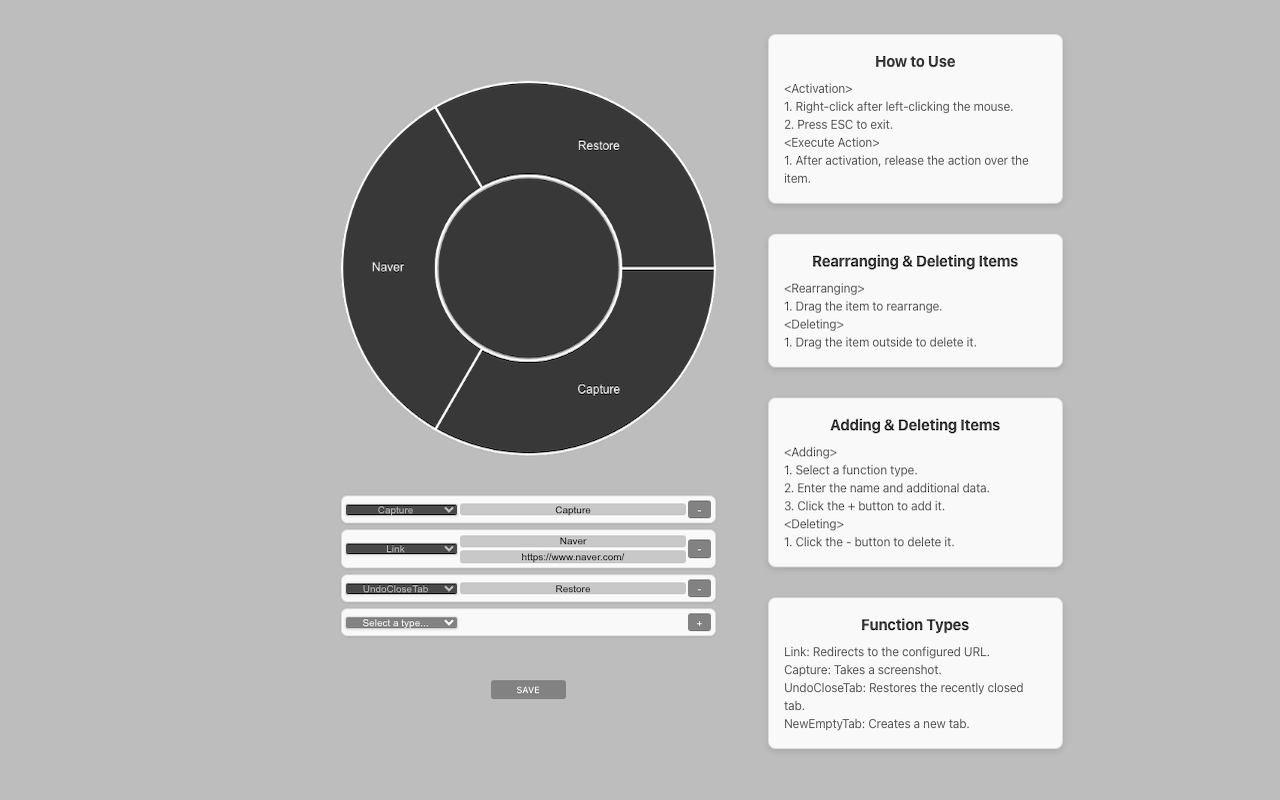 Restore
Naver
Capture
Capture
Capture
-
Link
Naver
https://www.naver.com/
-
UndoCloseTab
Restore
-
Select a type...
+
SAVE
How to Use
<Activation>
1. Right-click after left-clicking the mouse.
2. Press ESC to exit.
<Execute Action>
1. After activation, release the action over the
item.
Rearranging & Deleting Items
<Rearranging>
1. Drag the item to rearrange.
<Deleting>
1. Drag the item outside to delete it.
Adding & Deleting Items
<Adding>
1. Select a function type.
2. Enter the name and additional data.
3. Click the + button to add it.
<Deleting>
1. Click the - button to delete it.
Function Types
Link: Redirects to the configured URL.
Capture: Takes a screenshot.
UndoCloseTab: Restores the recently closed
tab.
NewEmptyTab: Creates a new tab.